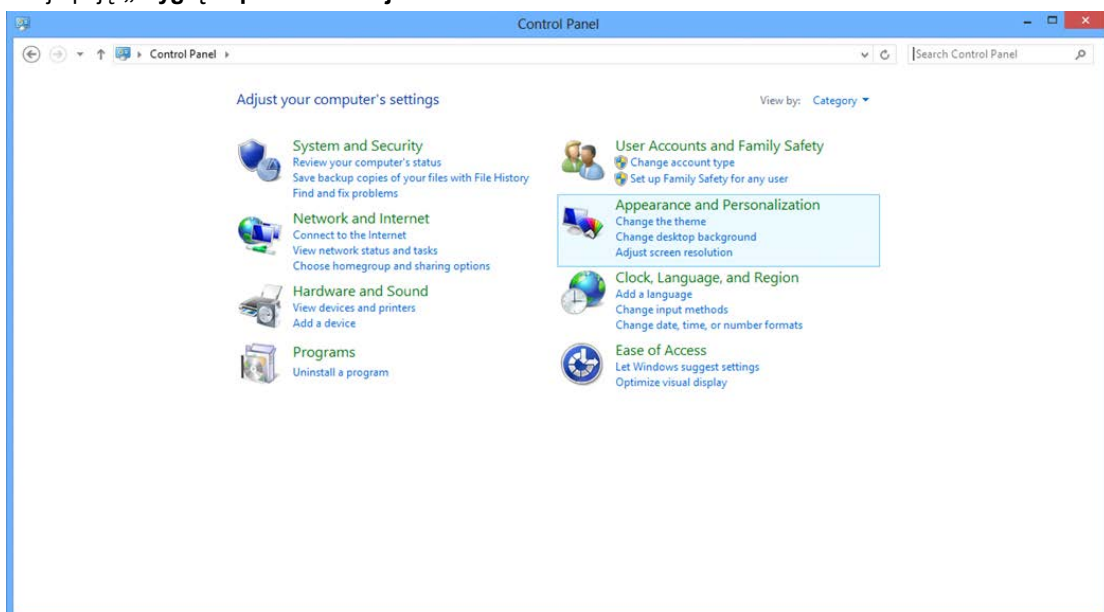 Control Panel
Control Panel
Search Control Panel
Adjust your computer's settings
View by: Category
System and Security
Review your computer's status
Save backup copies of your files with File History
Find and fix problems
Network and Internet
Connect to the Internet
View network status and tasks
Choose homegroup and sharing options
Hardware and Sound
View devices and printers
Add a device
Programs
Uninstall a program
User Accounts and Family Safety
Change account type
Set up Family Safety for any user
Appearance and Personalization
Change the theme
Change desktop background
Adjust screen resolution
Clock, Language, and Region
Add a language
Change input methods
Change date, time, or number formats
Ease of Access
Let Windows suggest settings
Optimize visual display